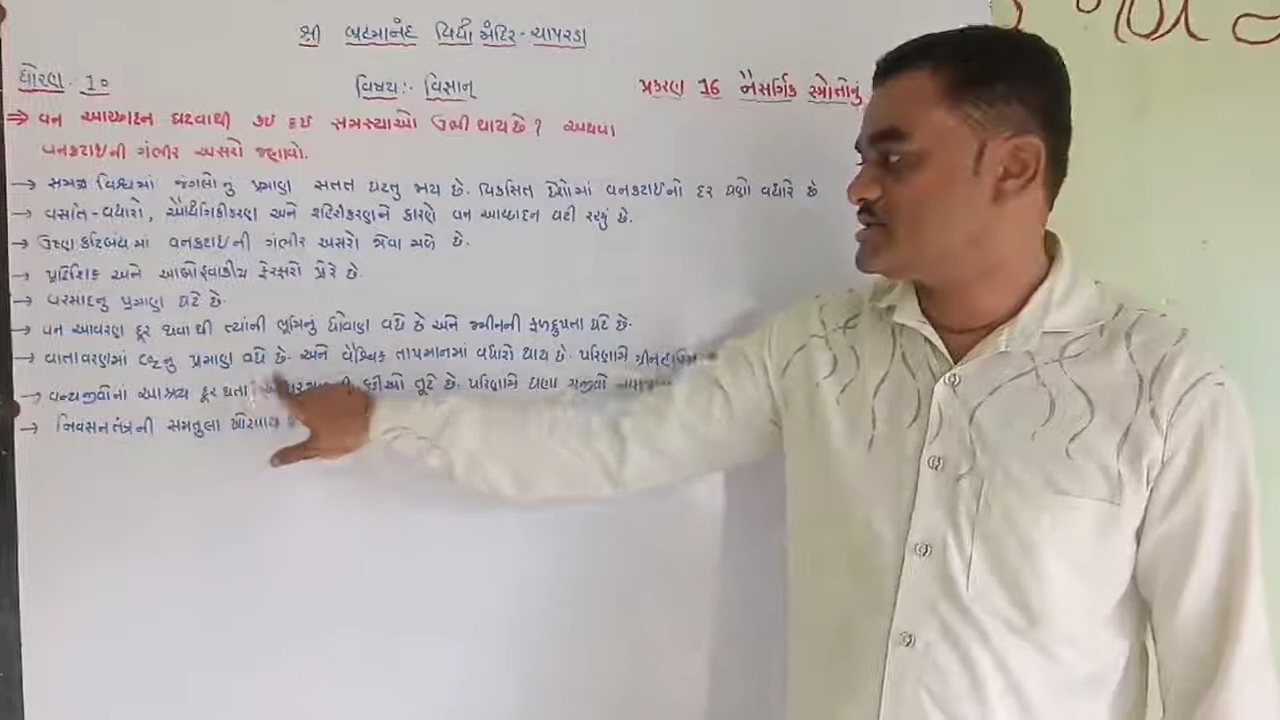 શ્રી બ્રહ્માનંદ વિદ્યા મંદિર - ચાપરડા
ધોરણ. 10
વિષય:- વિજ્ઞાન
પ્રકરણ 16 નૈસર્ગિક સ્ત્રોતોનું
⇒ વન આચ્છાદન ઘટવાથી કઈ કઈ સમસ્યાઓ ઉભી થાય છે? અથવા
વનકટાઈની ગંભીર અસરો જણાવો.
→ સમગ્ર વિશ્વમાં જંગલોનું પ્રમાણ સતત ઘટતુ જાય છે. વિકસિત દેશોમાં વનકટાઈનો દર ઘણો વધારે છે
→ વસતિ-વધારો, ઔદ્યોગિકીકરણ અને શહેરીકરણને કારણે વન આચ્છાદન ઘટી રહ્યું છે.
→ ઉષ્ણ કટિબંધમાં વનકટાઈની ગંભીર અસરો જોવા મળે છે.
→ પ્રાદેશિક અને આબોહવાકીય ફેરફારો પ્રેરે છે.
→ વરસાદનુ પ્રમાણ ઘટે છે.
→ વન આવરણ દૂર થવાથી ત્યાંની ભૂમિનું ધોવાણ વધે છે અને જમીનની ફળદ્રુપતા ઘટે છે.
→ વાતાવરણમાં નુ પ્રમાણ વધે છે. અને વૈશ્વિક તાપમાનમાં વધારો થાય છે. પરિણામે ગ્રીનહાઉસ
→ વન્યજીવોના આશ્રય દૂર થતા કડીઓ તૂટે છે. પરિણામે ઘણા સજીવો
→ નિવસનતંત્રની સમતુલા ખોરવાય